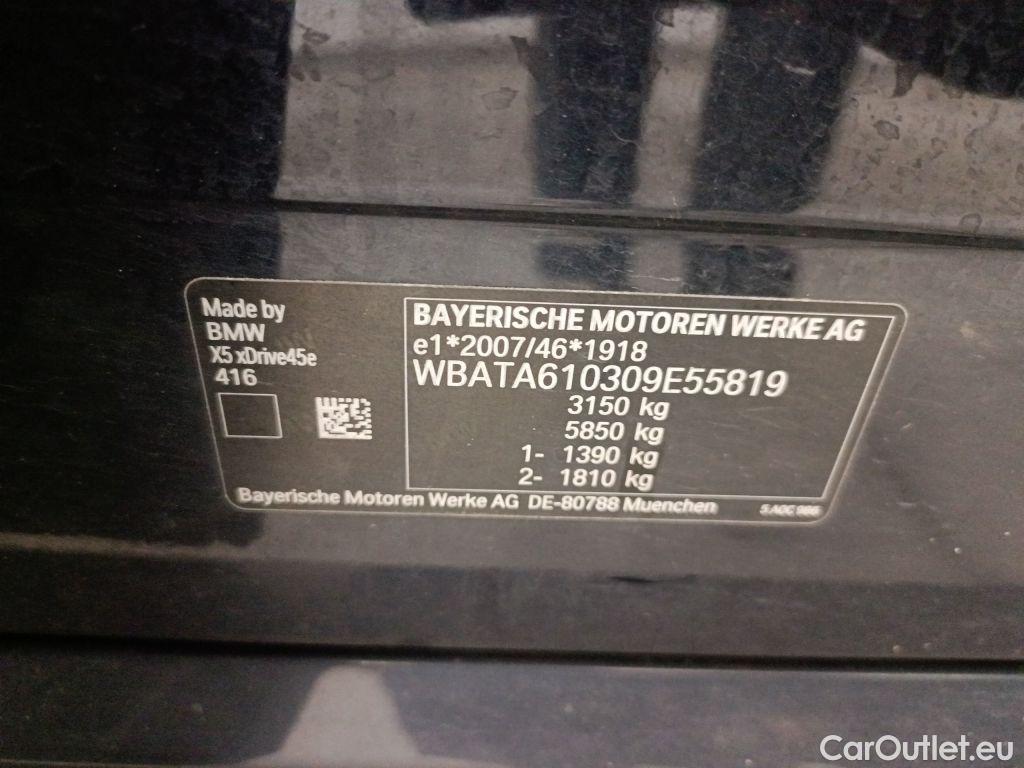 Made by
BMW
X5 xDrive45e
416
BAYERISCHE MOTOREN WERKE AG
e1*2007/46*1918
WBATA610309E55819
3150 kg
5850 kg
1- 1390 kg
2- 1810 kg
Bayerische Motoren Werke AG DE-80788 Muenchen
CarOutlet.eu